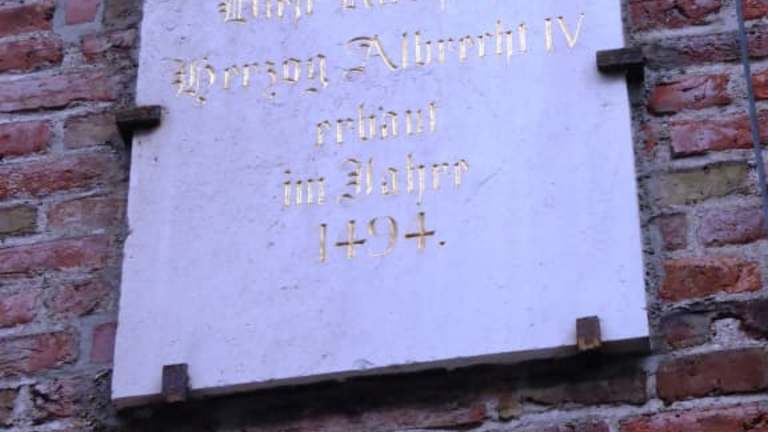 Herzog Albrecht IV
erbaut
im Jahre
1494.